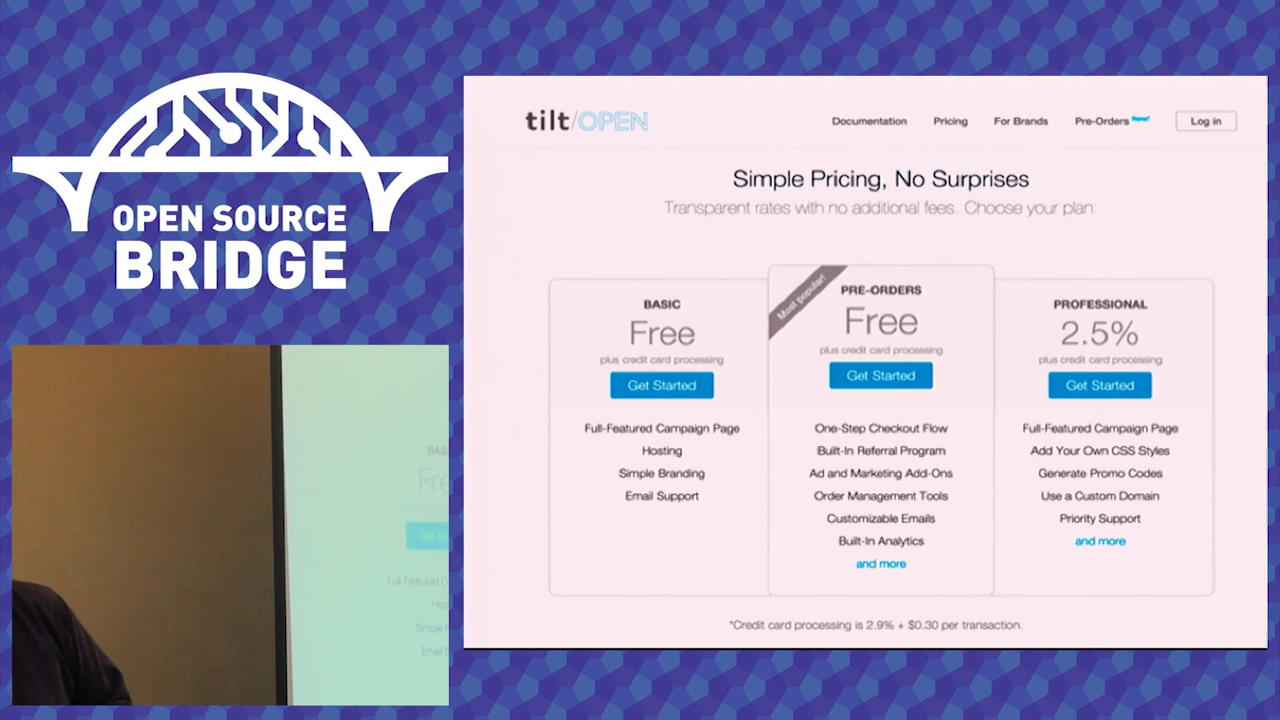 OPEN SOURCE
BRIDGE
tilt/OPEN
Documentation
Pricing
For Brands
Pre-Orders New!
Log in
Simple Pricing, No Surprises
Transparent rates with no additional fees. Choose your plan:
BASIC
Free
plus credit card processing
Get Started
Full-Featured Campaign Page
Hosting
Simple Branding
Email Support
Most popular!
PRE-ORDERS
Free
plus credit card processing
Get Started
One-Step Checkout Flow
Built-In Referral Program
Ad and Marketing Add-Ons
Order Management Tools
Customizable Emails
Built-In Analytics
and more
PROFESSIONAL
2.5%
plus credit card processing
Get Started
Full-Featured Campaign Page
Add Your Own CSS Styles
Generate Promo Codes
Use a Custom Domain
Priority Support
and more
*Credit card processing is 2.9% + $0.30 per transaction.